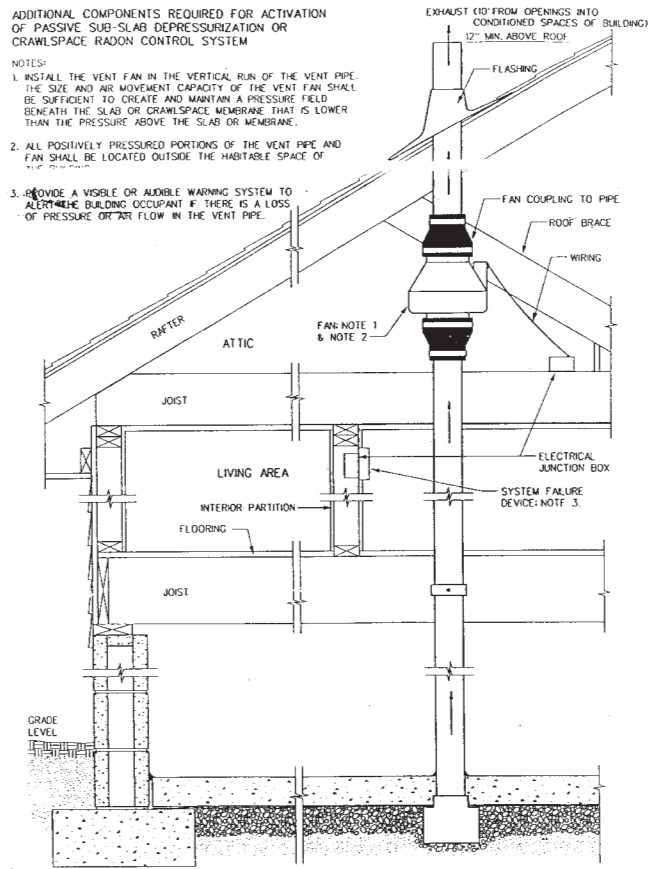 ADDITIONAL COMPONENTS REQUIRED FOR ACTIVATION
OF PASSIVE SUB-SLAB DEPRESSURIZATION OR
CRAWLSPACE RADON CONTROL SYSTEM
NOTES:
1. INSTALL THE VENT FAN IN THE VERTICAL RUN OF THE VENT PIPE.
THE SIZE AND AIR MOVEMENT CAPACITY OF THE VENT FAN SHALL
BE SUFFICIENT TO CREATE AND MAINTAIN A PRESSURE FIELD
BENEATH THE SLAB OR CRAWLSPACE MEMBRANE THAT IS LOWER
THAN THE PRESSURE ABOVE THE SLAB OR MEMBRANE.
2. ALL POSITIVELY PRESSURED PORTIONS OF THE VENT PIPE AND
FAN SHALL BE LOCATED OUTSIDE THE HABITABLE SPACE OF
3. PROVIDE A VISIBLE OR AUDIBLE WARNING SYSTEM TO
ALERT THE BUILDING OCCUPANT IF THERE IS A LOSS
OF PRESSURE OR AIR FLOW IN THE VENT PIPE.
EXHAUST (10' FROM OPENINGS INTO
CONDITIONED SPACES OF BUILDING)
12" MIN. ABOVE ROOF
FLASHING
FAN COUPLING TO PIPE
ROOF BRACE
WIRING
RAFTER
FAN; NOTE 1
& NOTE 2
ATTIC
JOIST
LIVING AREA
ELECTRICAL
JUNCTION BOX
SYSTEM FAILURE
DEVICE; NOTE 3.
INTERIOR PARTITION
FLOORING
JOIST
GRADE
LEVEL